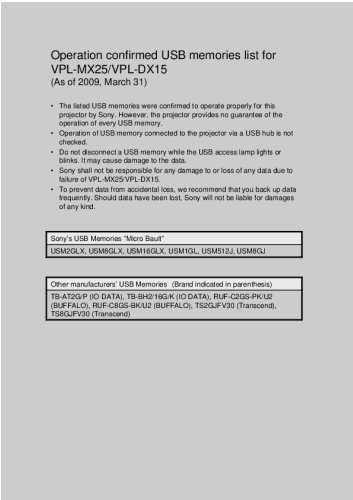 Operation confirmed USB memories list for
VPL-MX25/VPL-DX15
(As of 2009, March 31)
• The listed USB memories were confirmed to operate properly for this
projector by Sony. However, the projector provides no guarantee of the
operation of every USB memory.
• Operation of USB memory connected to the projector via a USB hub is not
checked.
• Do not disconnect a USB memory while the USB access lamp lights or
blinks. It may cause damage to the data.
• Sony shall not be responsible for any damage to or loss of any data due to
failure of VPL-MX25/VPL-DX15.
• To prevent data from accidental loss, we recommend that you back up data
frequently. Should data have been lost, Sony will not be liable for damages
of any kind.
Sony's USB Memories "Micro Bault"
USM2GLX, USM8GLX, USM16GLX, USM1GL, USM512J, USM8GJ
Other manufacturers' USB Memories (Brand indicated in parenthesis)
TB-AT2G/P (IO DATA), TB-BH2/16G/K (IO DATA), RUF-C2GS-PK/U2
(BUFFALO), RUF-C8GS-BK/U2 (BUFFALO), TS2GJFV30 (Transcend),
TS8GJFV30 (Transcend)